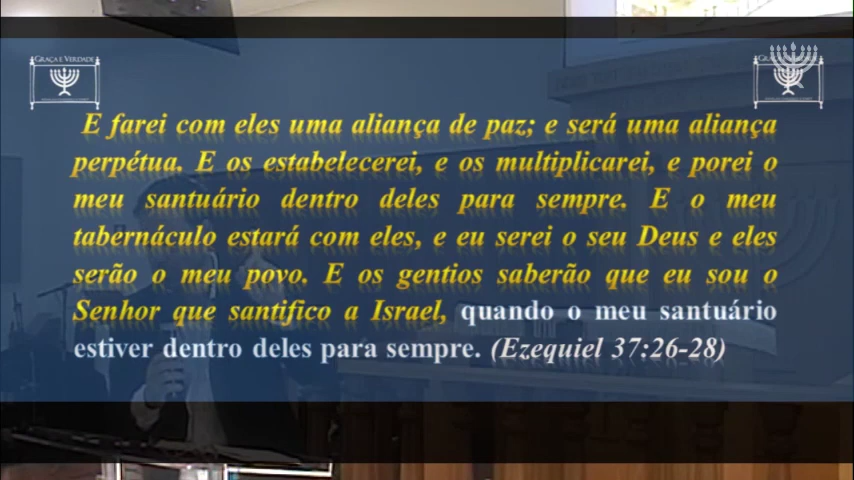 GRAÇA E VERDADE
E farei com eles uma aliança de paz; e será uma aliança
perpétua. E os estabelecerei, e os multiplicarei, e porei o
meu santuário dentro deles para sempre. E o meu
tabernáculo estará com eles, e eu serei o seu Deus e eles
serão o meu povo. E os gentios saberão que eu sou o
Senhor que santifico a Israel, quando o meu santuário
estiver dentro deles para sempre. (Ezequiel 37:26-28)